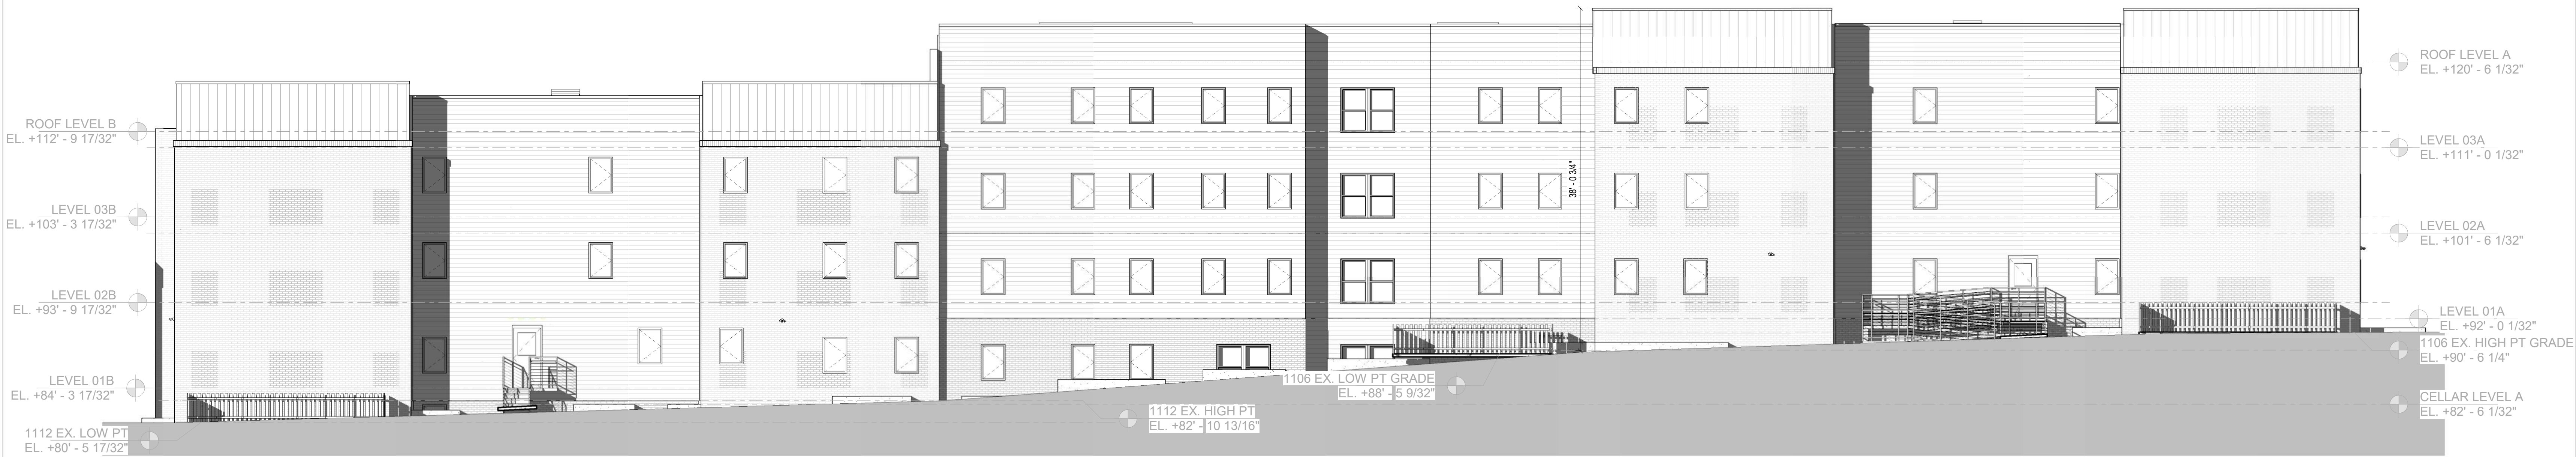 ROOF LEVEL B
EL. +112' - 9 17/32"
LEVEL 03B
EL. +103' - 3 17/32"
LEVEL 02B
EL. +93' - 9 17/32"
LEVEL 01B
EL. +84' - 3 17/32"
1112 EX. LOW PT
EL. +80' - 5 17/32"
1112 EX. HIGH PT
EL. +82' - 10 13/16"
1106 EX. LOW PT GRADE
EL. +88' - 5 9/32"
38' - 0 3/4"
ROOF LEVEL A
EL. +120' - 6 1/32"
LEVEL 03A
EL. +111' - 0 1/32"
LEVEL 02A
EL. +101' - 6 1/32"
LEVEL 01A
EL. +92' - 0 1/32"
1106 EX. HIGH PT GRADE
EL. +90' - 6 1/4"
CELLAR LEVEL A
EL. +82' - 6 1/32"